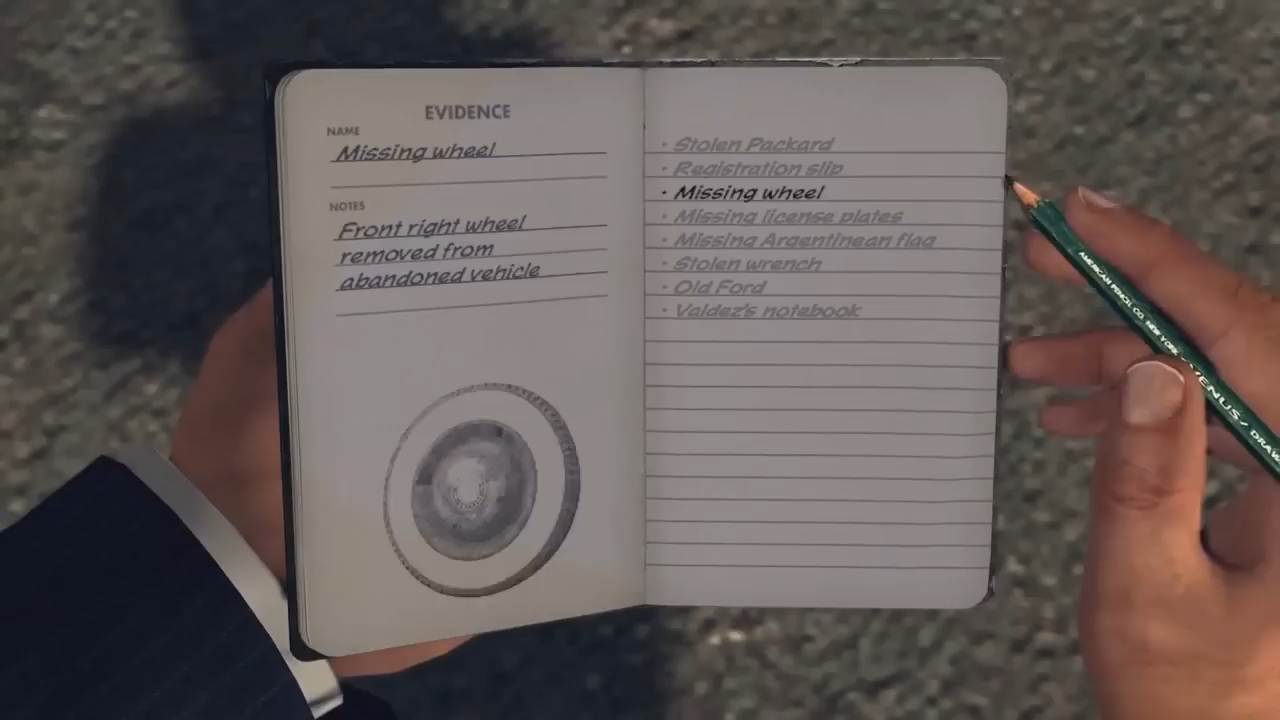 EVIDENCE
NAME
Missing wheel
NOTES
Front right wheel
removed from
abandoned vehicle
• Stolen Packard
• Registration slip
• Missing wheel
• Missing license plates
• Missing Argentinean flag
• Stolen wrench
• Old Ford
• Valdez's notebook
AMERICAN PENCIL CO. NEW YORK VENUS / DRAW